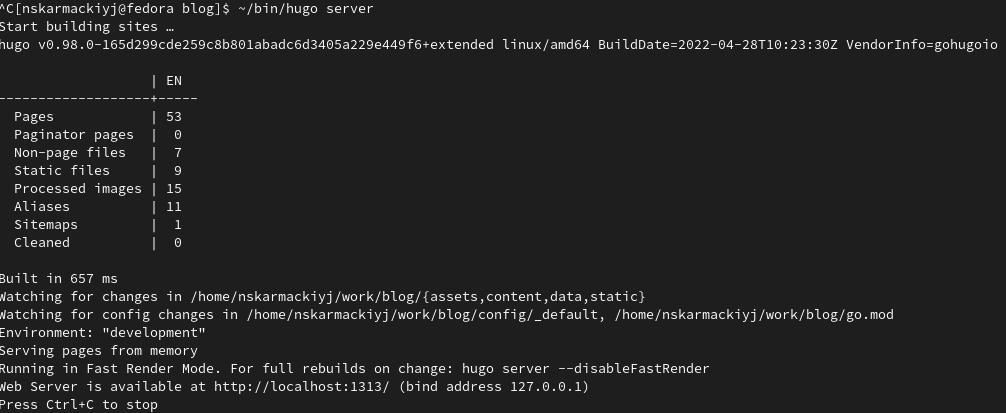 ^C[nskarmackiyj@fedora blog]$ ~/bin/hugo server
Start building sites …
hugo v0.98.0-165d299cde259c8b801abadc6d3405a229e449f6+extended linux/amd64 BuildDate=2022-04-28T10:23:30Z VendorInfo=gohugoio
                   | EN
-------------------+-----
  Pages            | 53
  Paginator pages  |  0
  Non-page files   |  7
  Static files     |  9
  Processed images | 15
  Aliases          | 11
  Sitemaps         |  1
  Cleaned          |  0
Built in 657 ms
Watching for changes in /home/nskarmackiyj/work/blog/{assets,content,data,static}
Watching for config changes in /home/nskarmackiyj/work/blog/config/_default, /home/nskarmackiyj/work/blog/go.mod
Environment: "development"
Serving pages from memory
Running in Fast Render Mode. For full rebuilds on change: hugo server --disableFastRender
Web Server is available at http://localhost:1313/ (bind address 127.0.0.1)
Press Ctrl+C to stop